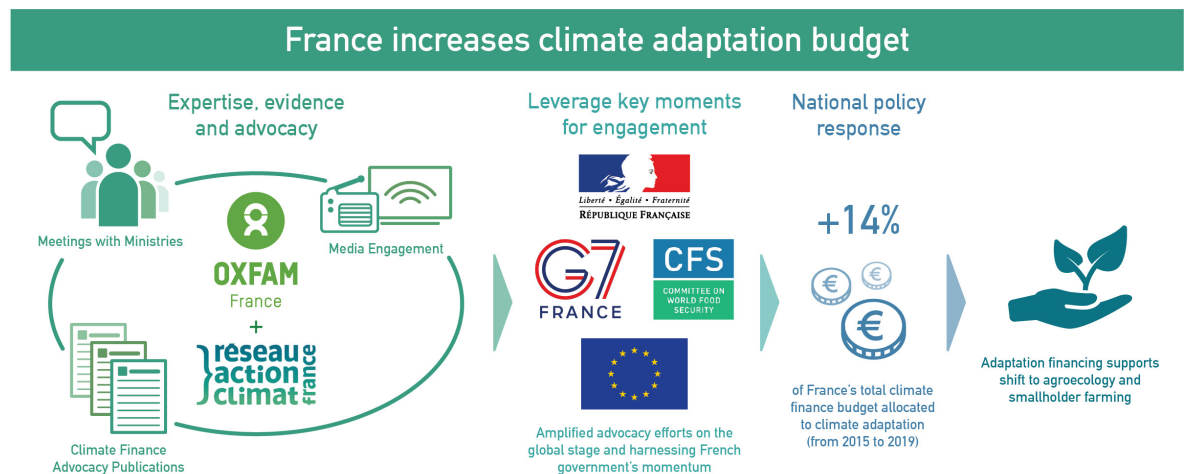 France increases climate adaptation budget
Expertise, evidence
and advocacy
Meetings with Ministries
Media Engagement
OXFAM
France
+
réseau
action
climat
france
Climate Finance
Advocacy Publications
Leverage key moments
for engagement
Liberté • Égalité • Fraternité
RÉPUBLIQUE FRANÇAISE
G7
FRANCE
CFS
COMMITTEE ON
WORLD FOOD
SECURITY
Amplified advocacy efforts on the
global stage and harnessing French
government's momentum
National policy
response
+14%
€
€
€
of France's total climate
finance budget allocated
to climate adaptation
(from 2015 to 2019)
Adaptation financing supports
shift to agroecology and
smallholder farming